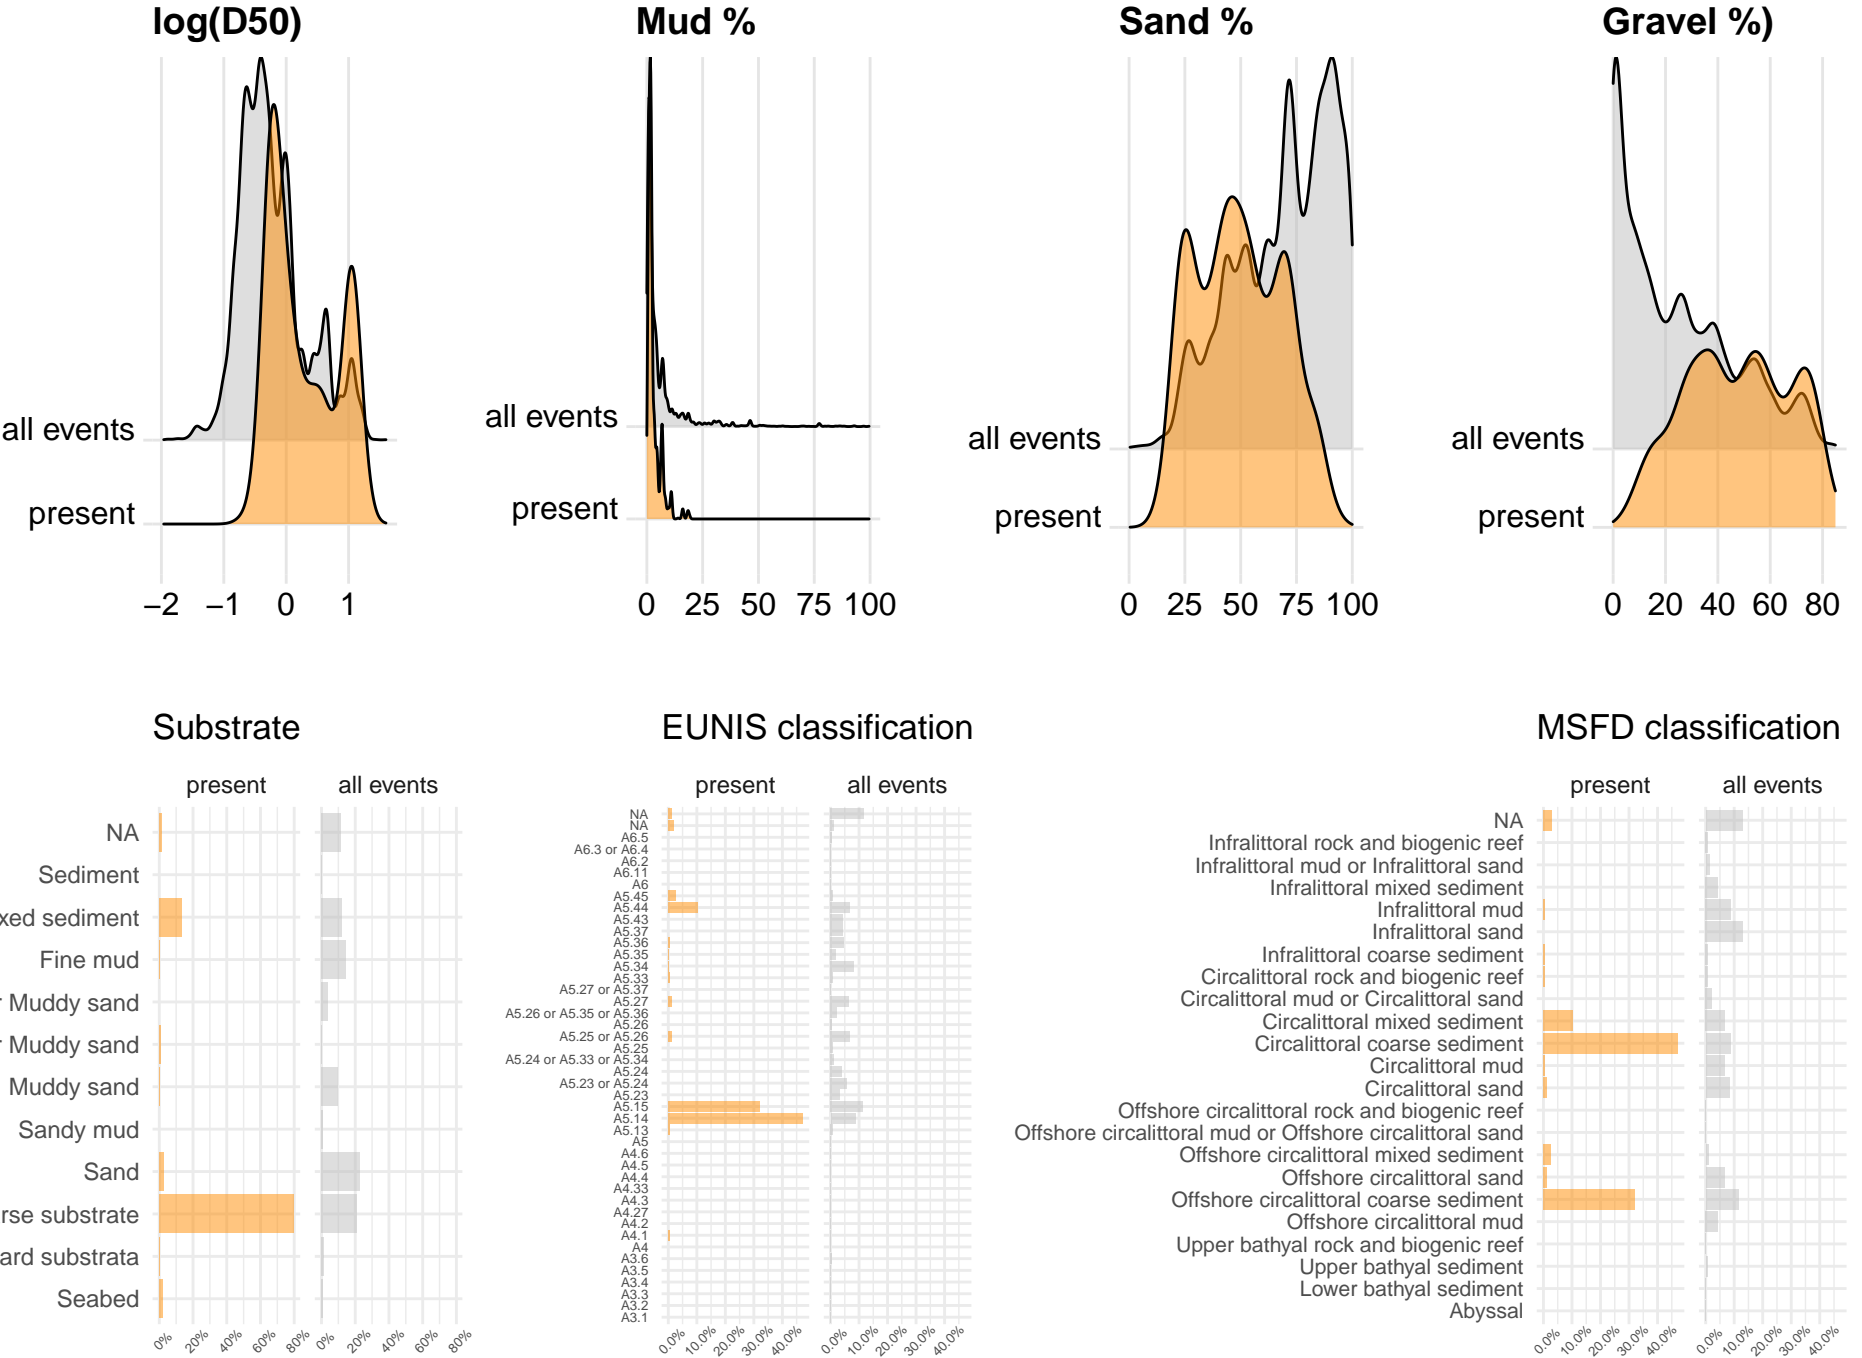 log(D50)
Mud %
Sand %
Gravel %)
all events
present
−2 −1 0 1
all events
present
0 25 50 75 100
all events
present
0 25 50 75 100
all events
present
0 20 40 60 80
Substrate
present all events
NA
Sediment
xed sediment
Fine mud
r Muddy sand
r Muddy sand
Muddy sand
Sandy mud
Sand
rse substrate
ard substrata
Seabed
0% 20% 40% 60% 80% 0% 20% 40% 60% 80%
EUNIS classification
present all events
NA
NA
A6.5
A6.3 or A6.4
A6.2
A6.11
A6
A5.45
A5.44
A5.43
A5.37
A5.36
A5.35
A5.34
A5.33
A5.27 or A5.37
A5.27
A5.26 or A5.35 or A5.36
A5.26
A5.25 or A5.26
A5.25
A5.24 or A5.33 or A5.34
A5.24
A5.23 or A5.24
A5.23
A5.15
A5.14
A5.13
A5
A4.6
A4.5
A4.4
A4.33
A4.3
A4.27
A4.2
A4.1
A4
A3.6
A3.5
A3.4
A3.3
A3.2
A3.1
0.0% 10.0% 20.0% 30.0% 40.0% 0.0% 10.0% 20.0% 30.0% 40.0%
MSFD classification
present all events
NA
Infralittoral rock and biogenic reef
Infralittoral mud or Infralittoral sand
Infralittoral mixed sediment
Infralittoral mud
Infralittoral sand
Infralittoral coarse sediment
Circalittoral rock and biogenic reef
Circalittoral mud or Circalittoral sand
Circalittoral mixed sediment
Circalittoral coarse sediment
Circalittoral mud
Circalittoral sand
Offshore circalittoral rock and biogenic reef
Offshore circalittoral mud or Offshore circalittoral sand
Offshore circalittoral mixed sediment
Offshore circalittoral sand
Offshore circalittoral coarse sediment
Offshore circalittoral mud
Upper bathyal rock and biogenic reef
Upper bathyal sediment
Lower bathyal sediment
Abyssal
0.0% 10.0% 20.0% 30.0% 40.0% 0.0% 10.0% 20.0% 30.0% 40.0%